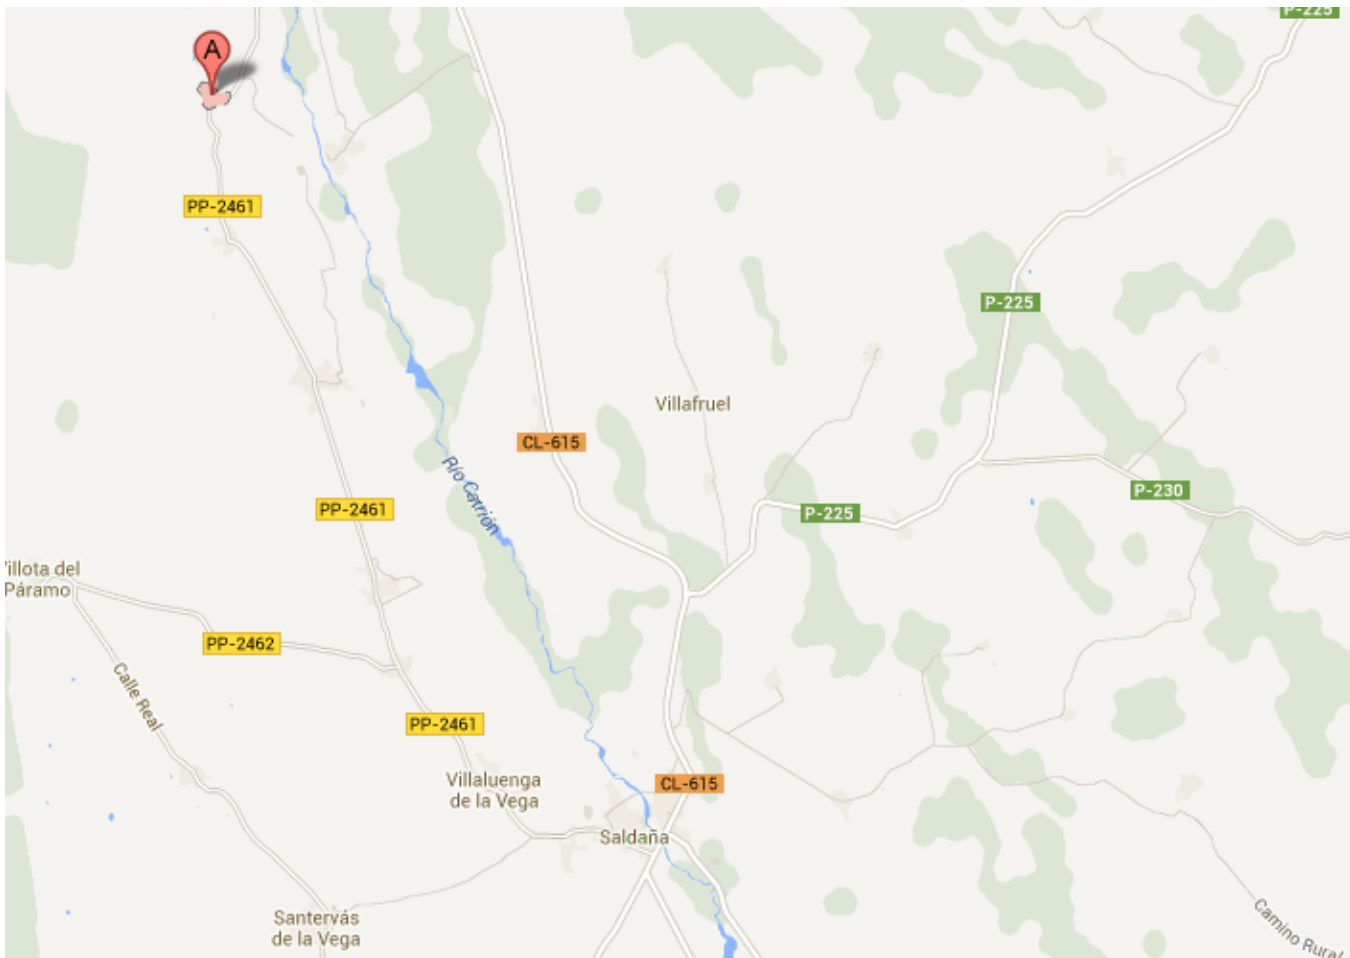 P-225
A
PP-2461
P-225
Villafruel
CL-615
Río Carrión
P-230
PP-2461
P-225
illota del
Páramo
PP-2462
Calle Real
PP-2461
Villaluenga
de la Vega
CL-615
Saldaña
Santervás
de la Vega
Camino Rural